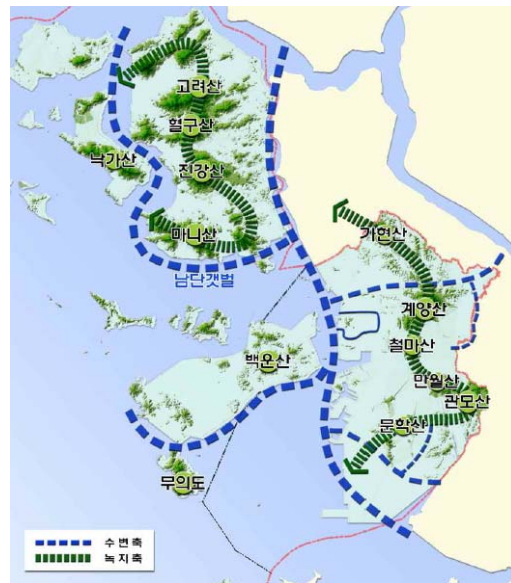 고려산
혈구산
낙가산
진강산
마니산
남단갯벌
가현산
계양산
철마산
백운산
만월산
관모산
문학산
무의도
수변축
녹지축